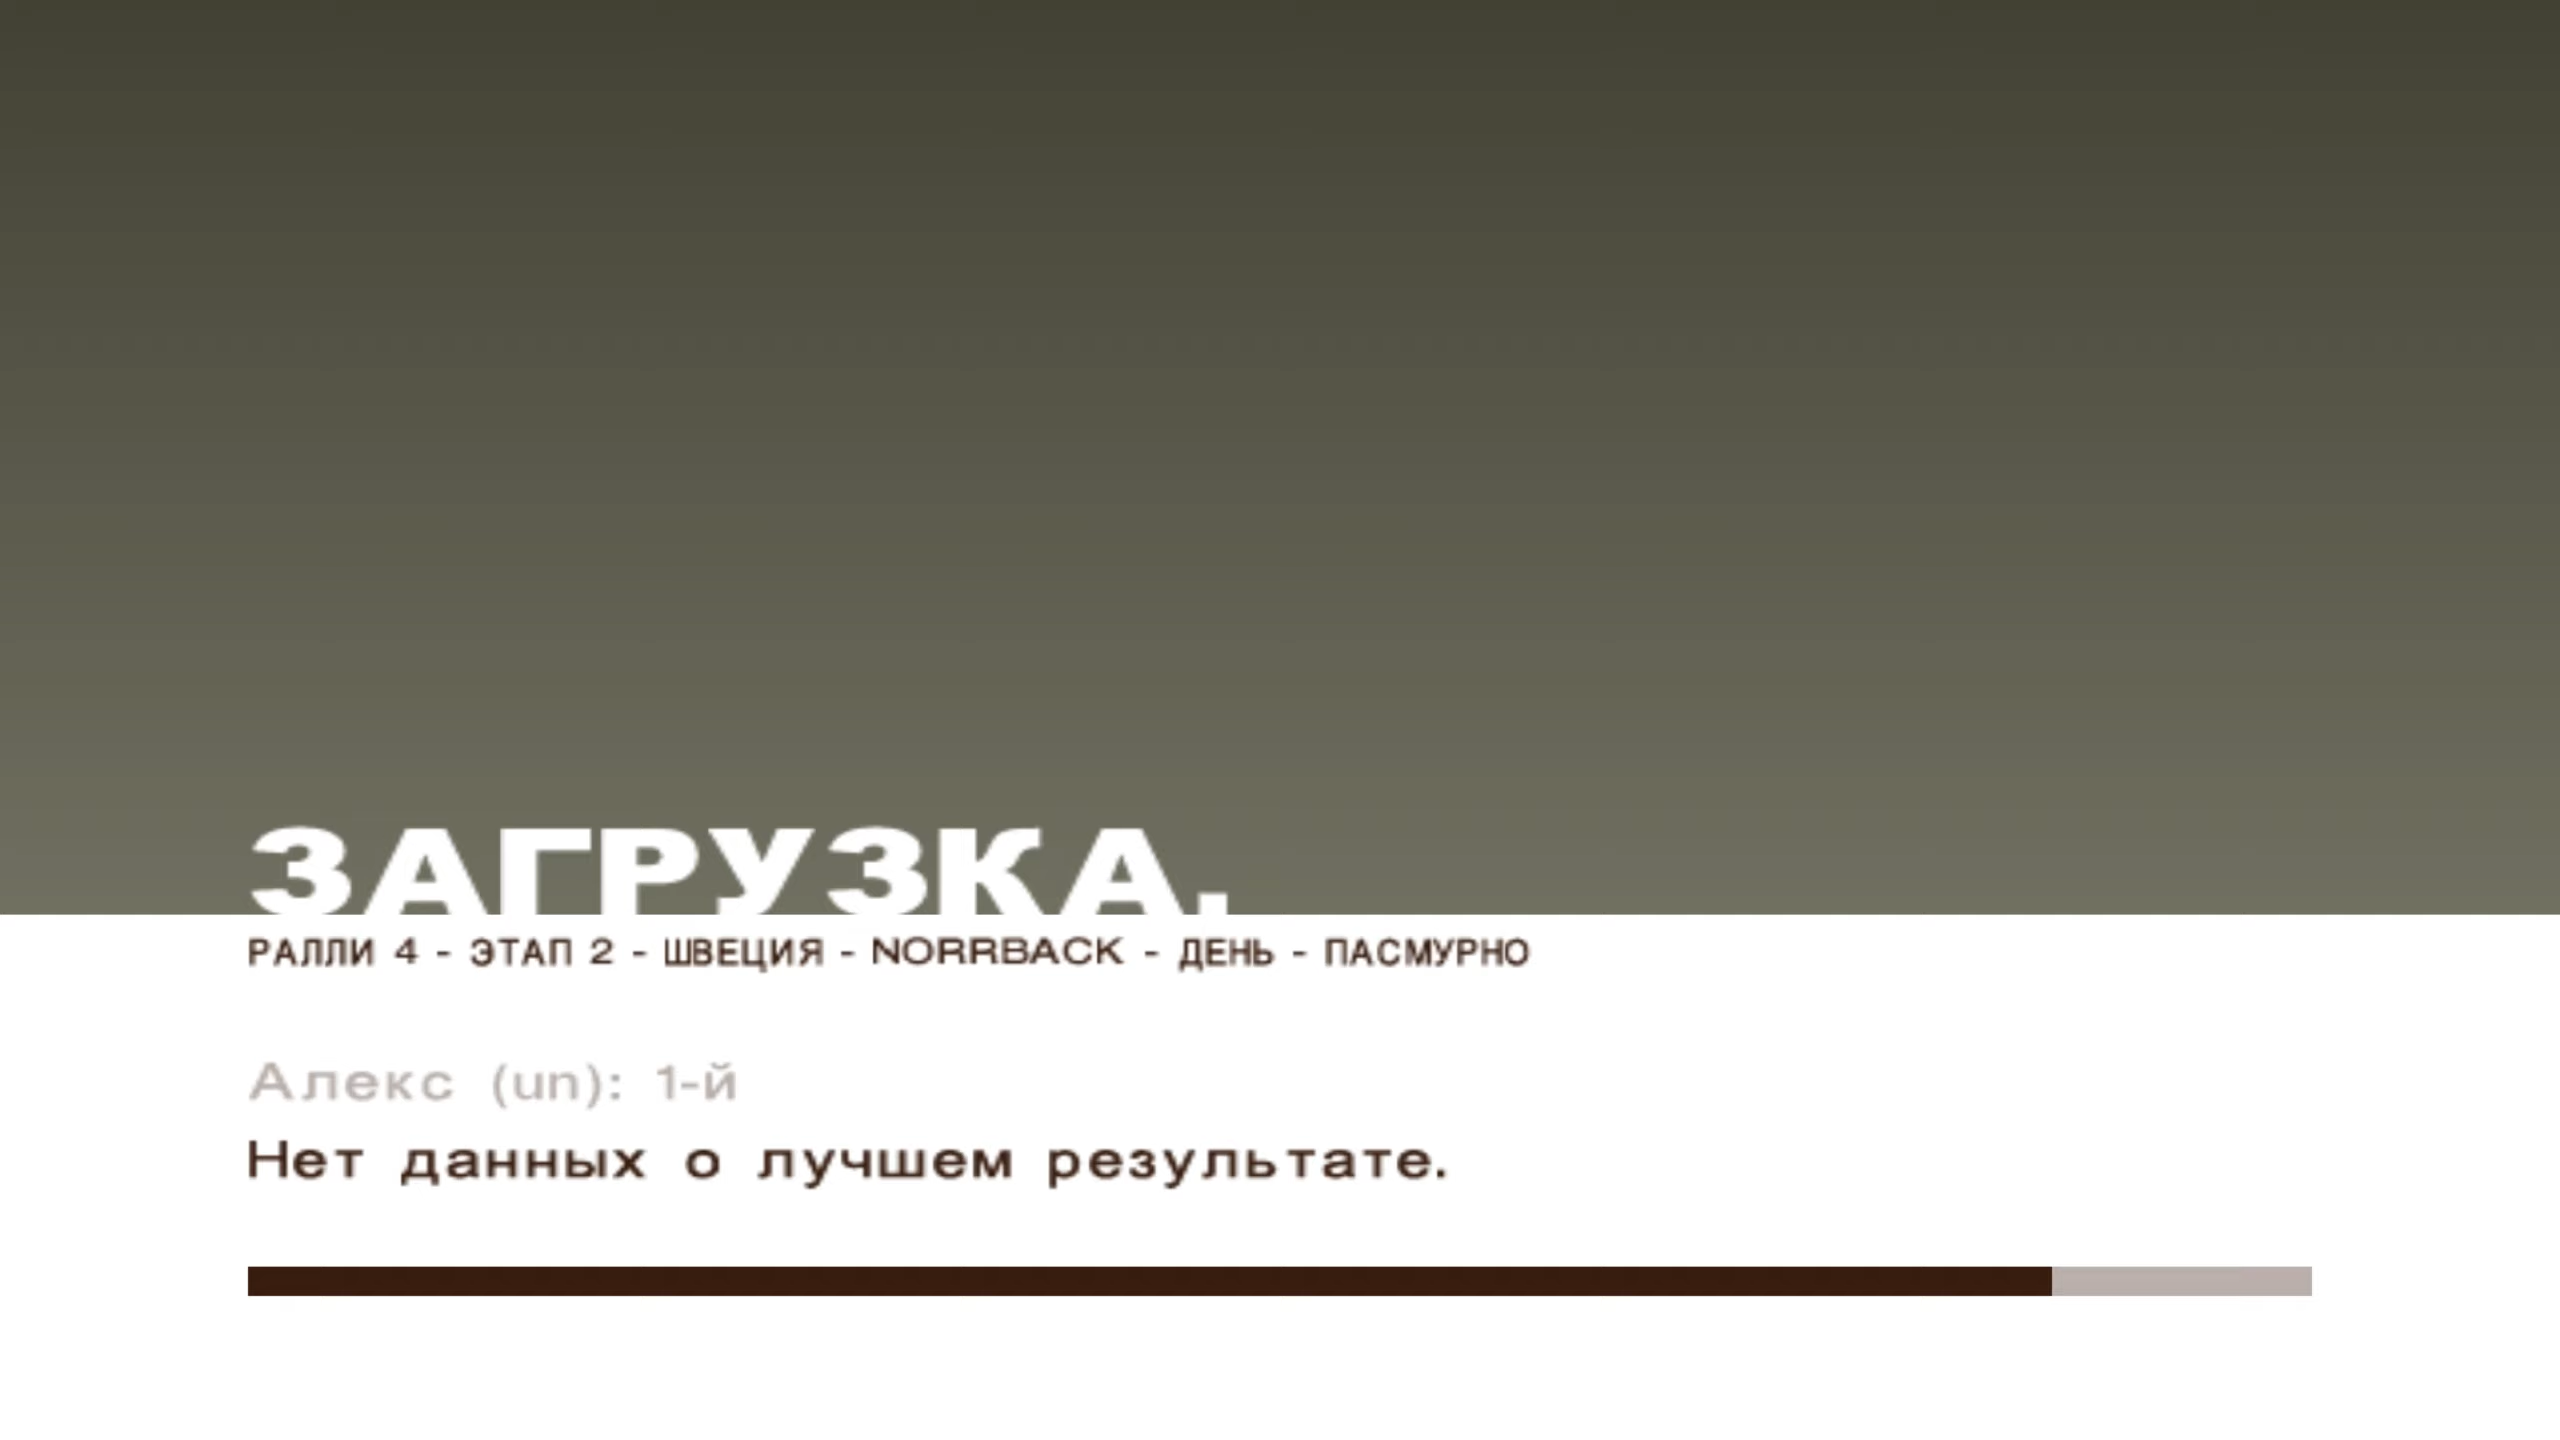 ЗАГРУЗКА.
РАЛЛИ 4 - ЭТАП 2 - ШВЕЦИЯ - NORRBACK - ДЕНЬ - ПАСМУРНО
Алекс (un): 1-й
Нет данных о лучшем результате.